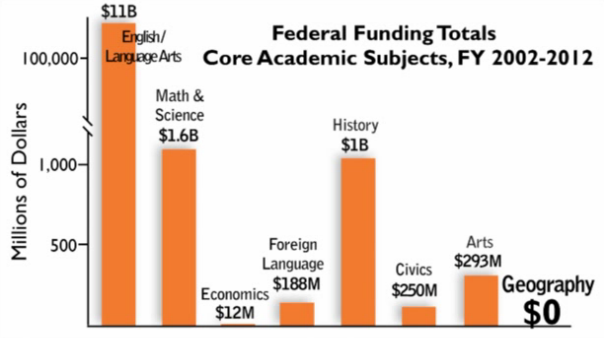 $11B
English/
Language Arts
Federal Funding Totals
Core Academic Subjects, FY 2002-2012
Millions of Dollars
100,000
1,000
500
Math &
Science
$1.6B
Economics
$12M
Foreign
Language
$188M
History
$1B
Civics
$250M
Arts
$293M
Geography
$0